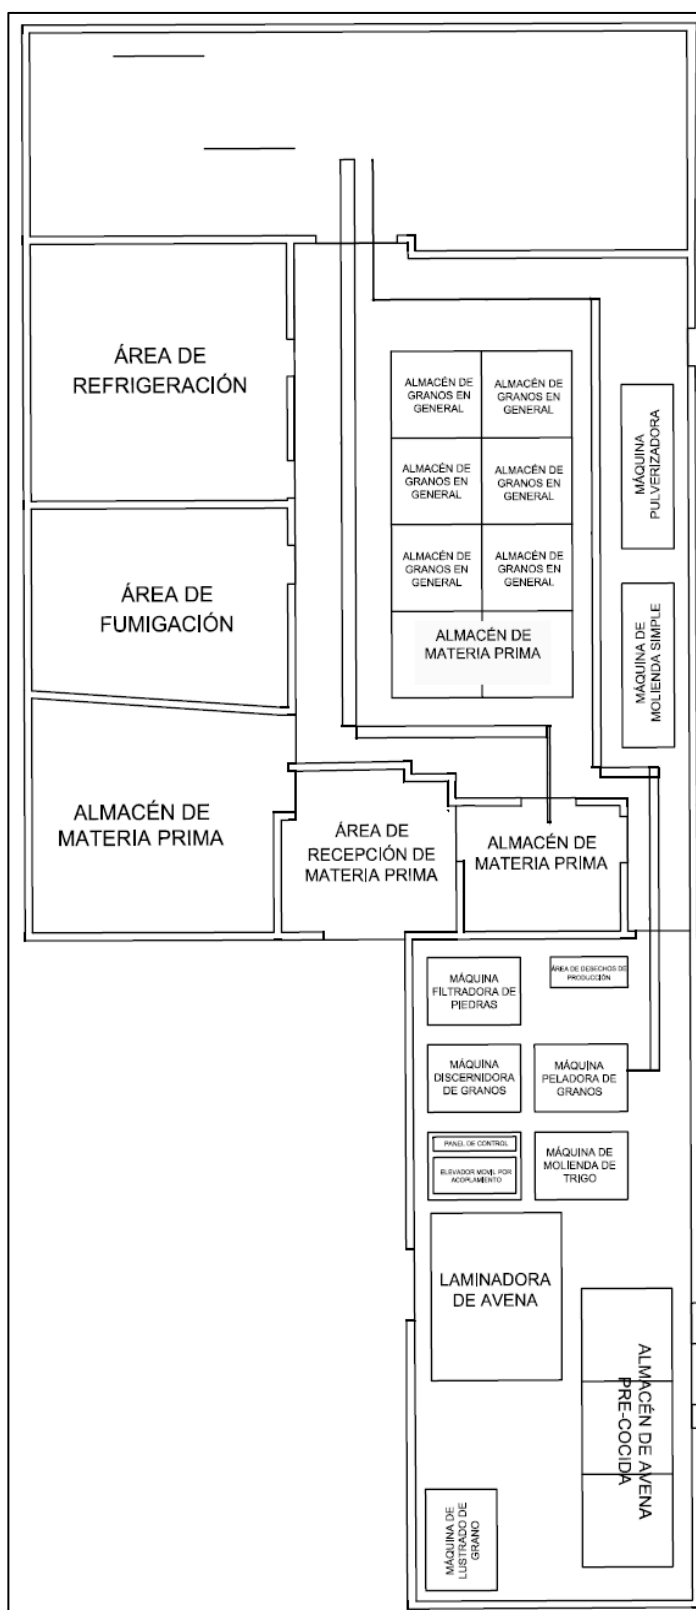 ÁREA DE
REFRIGERACIÓN
ALMACÉN DE
GRANOS EN
GENERAL
ALMACÉN DE
GRANOS EN
GENERAL
ALMACÉN DE
GRANOS EN
GENERAL
ALMACÉN DE
GRANOS EN
GENERAL
ALMACÉN DE
GRANOS EN
GENERAL
ALMACÉN DE
GRANOS EN
GENERAL
ALMACÉN DE
MATERIA PRIMA
MÁQUINA
PULVERIZADORA
MÁQUINA DE
MOLIENDA SIMPLE
ÁREA DE
FUMIGACIÓN
ALMACÉN DE
MATERIA PRIMA
ÁREA DE
RECEPCIÓN DE
MATERIA PRIMA
ALMACÉN DE
MATERIA PRIMA
MÁQUINA
FILTRADORA DE
PIEDRAS
ÁREA DE DESECHOS DE
PRODUCCIÓN
MÁQUINA
DISCERNIDORA
DE GRANOS
MÁQUINA
PELADORA DE
GRANOS
PANEL DE CONTROL
ELEVADOR MOVIL POR
ACOPLAMIENTO
MÁQUINA DE
MOLIENDA DE
TRIGO
LAMINADORA
DE AVENA
ALMACÉN DE AVENA
PRE-COCIDA
MÁQUINA DE
LUSTRADO DE
GRANO